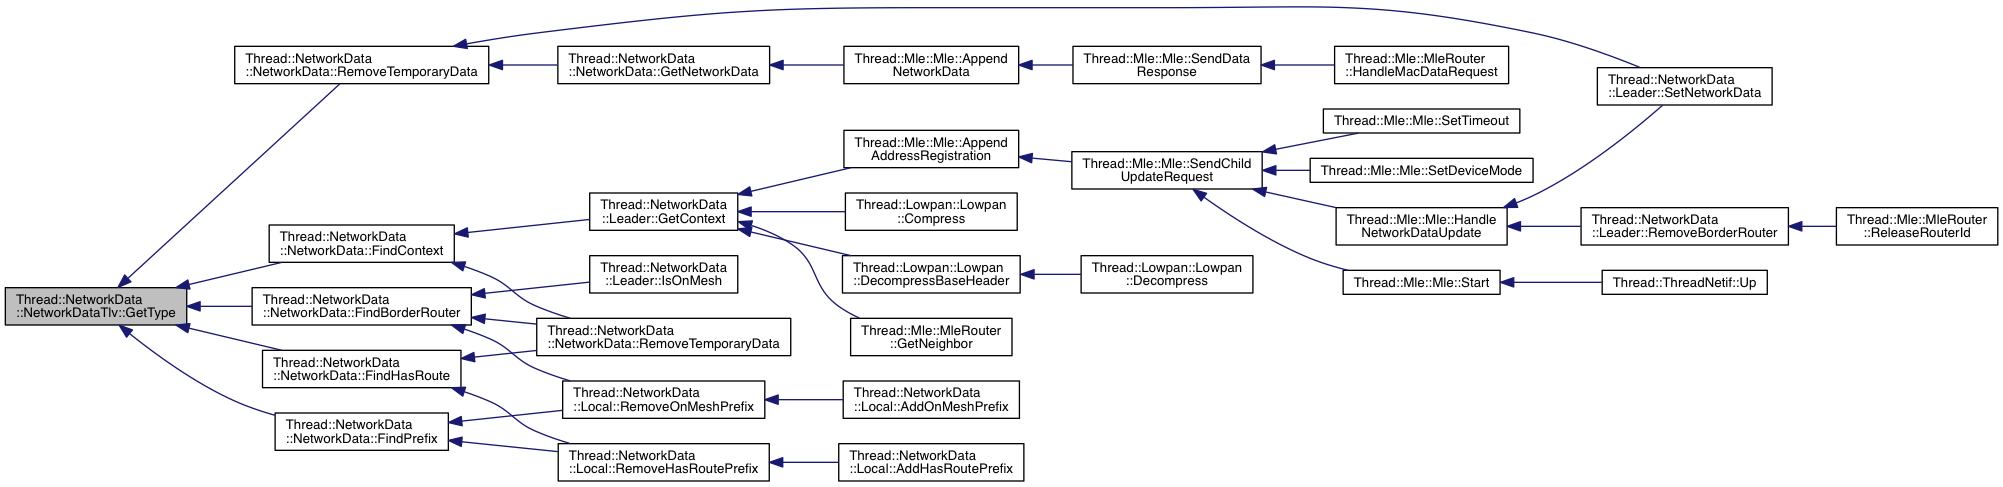 Thread::NetworkData
::NetworkDataTlv::GetType
Thread::NetworkData
::NetworkData::RemoveTemporaryData
Thread::NetworkData
::NetworkData::FindContext
Thread::NetworkData
::NetworkData::FindBorderRouter
Thread::NetworkData
::NetworkData::FindHasRoute
Thread::NetworkData
::NetworkData::FindPrefix
Thread::NetworkData
::NetworkData::GetNetworkData
Thread::NetworkData
::Leader::GetContext
Thread::NetworkData
::Leader::IsOnMesh
Thread::NetworkData
::NetworkData::RemoveTemporaryData
Thread::NetworkData
::Local::RemoveOnMeshPrefix
Thread::NetworkData
::Local::RemoveHasRoutePrefix
Thread::Mle::Mle::Append
NetworkData
Thread::Mle::Mle::Append
AddressRegistration
Thread::Lowpan::Lowpan
::Compress
Thread::Lowpan::Lowpan
::DecompressBaseHeader
Thread::Mle::MleRouter
::GetNeighbor
Thread::NetworkData
::Local::AddOnMeshPrefix
Thread::NetworkData
::Local::AddHasRoutePrefix
Thread::Mle::Mle::SendData
Response
Thread::Mle::Mle::SendChild
UpdateRequest
Thread::Lowpan::Lowpan
::Decompress
Thread::Mle::MleRouter
::HandleMacDataRequest
Thread::Mle::Mle::SetTimeout
Thread::Mle::Mle::SetDeviceMode
Thread::Mle::Mle::Handle
NetworkDataUpdate
Thread::Mle::Mle::Start
Thread::NetworkData
::Leader::SetNetworkData
Thread::NetworkData
::Leader::RemoveBorderRouter
Thread::ThreadNetif::Up
Thread::Mle::MleRouter
::ReleaseRouterId